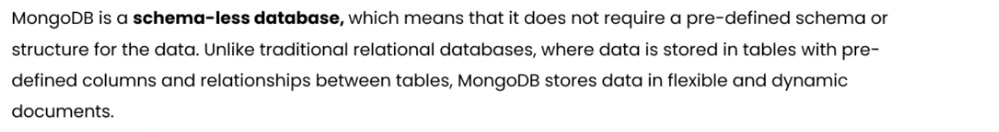 MongoDB is a schema-less database, which means that it does not require a pre-defined schema or
structure for the data. Unlike traditional relational databases, where data is stored in tables with pre-
defined columns and relationships between tables, MongoDB stores data in flexible and dynamic
documents.